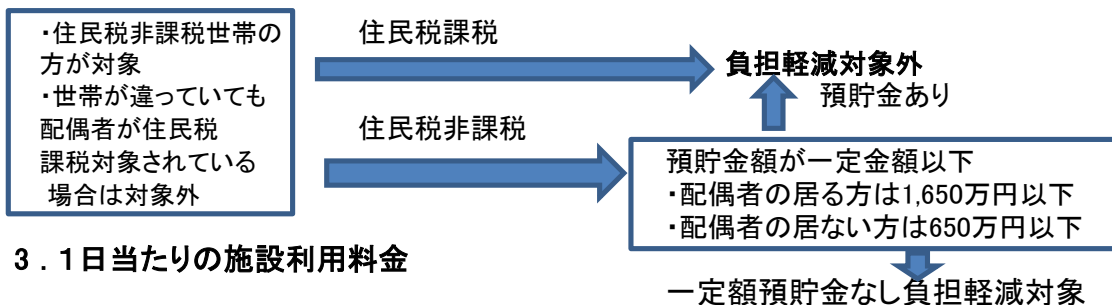 ・住民税非課税世帯の
方が対象
・世帯が違っていても
配偶者が住民税
課税対象されている
場合は対象外
住民税課税
負担軽減対象外
預貯金あり
住民税非課税
預貯金額が一定金額以下
・配偶者の居る方は1,650万円以下
・配偶者の居ない方は650万円以下
一定額預貯金なし負担軽減対象
3．1日当たりの施設利用料金